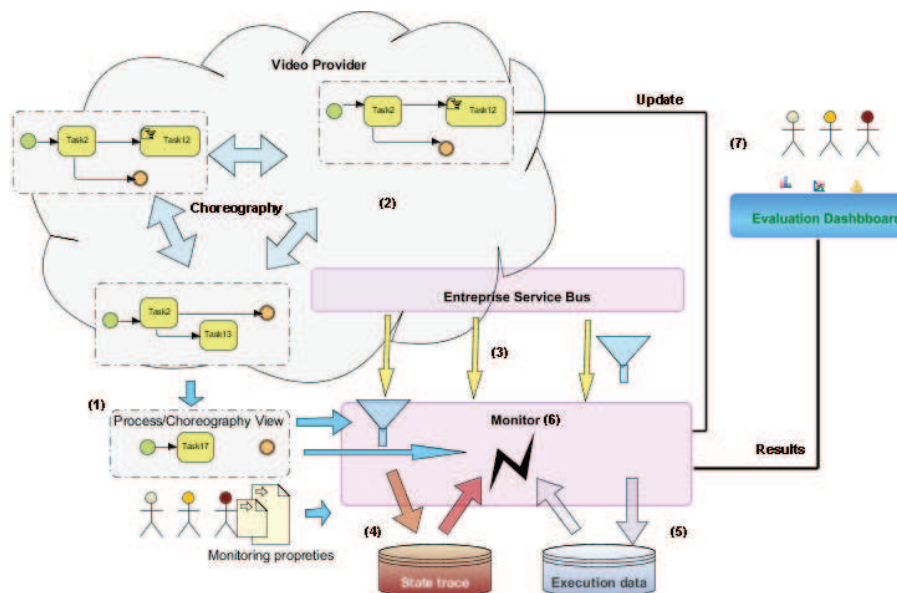 Video Provider
Update
Task2
Task12
Task2
Task12
(7)
Choreography
(2)
Evaluation Dashbboard
Entreprise Service Bus
Task2
Task13
(3)
(1)
Process/Choreography View
Task17
Monitor (6)
Results
(4)
(5)
Monitoring propreties
State trace
Execution data